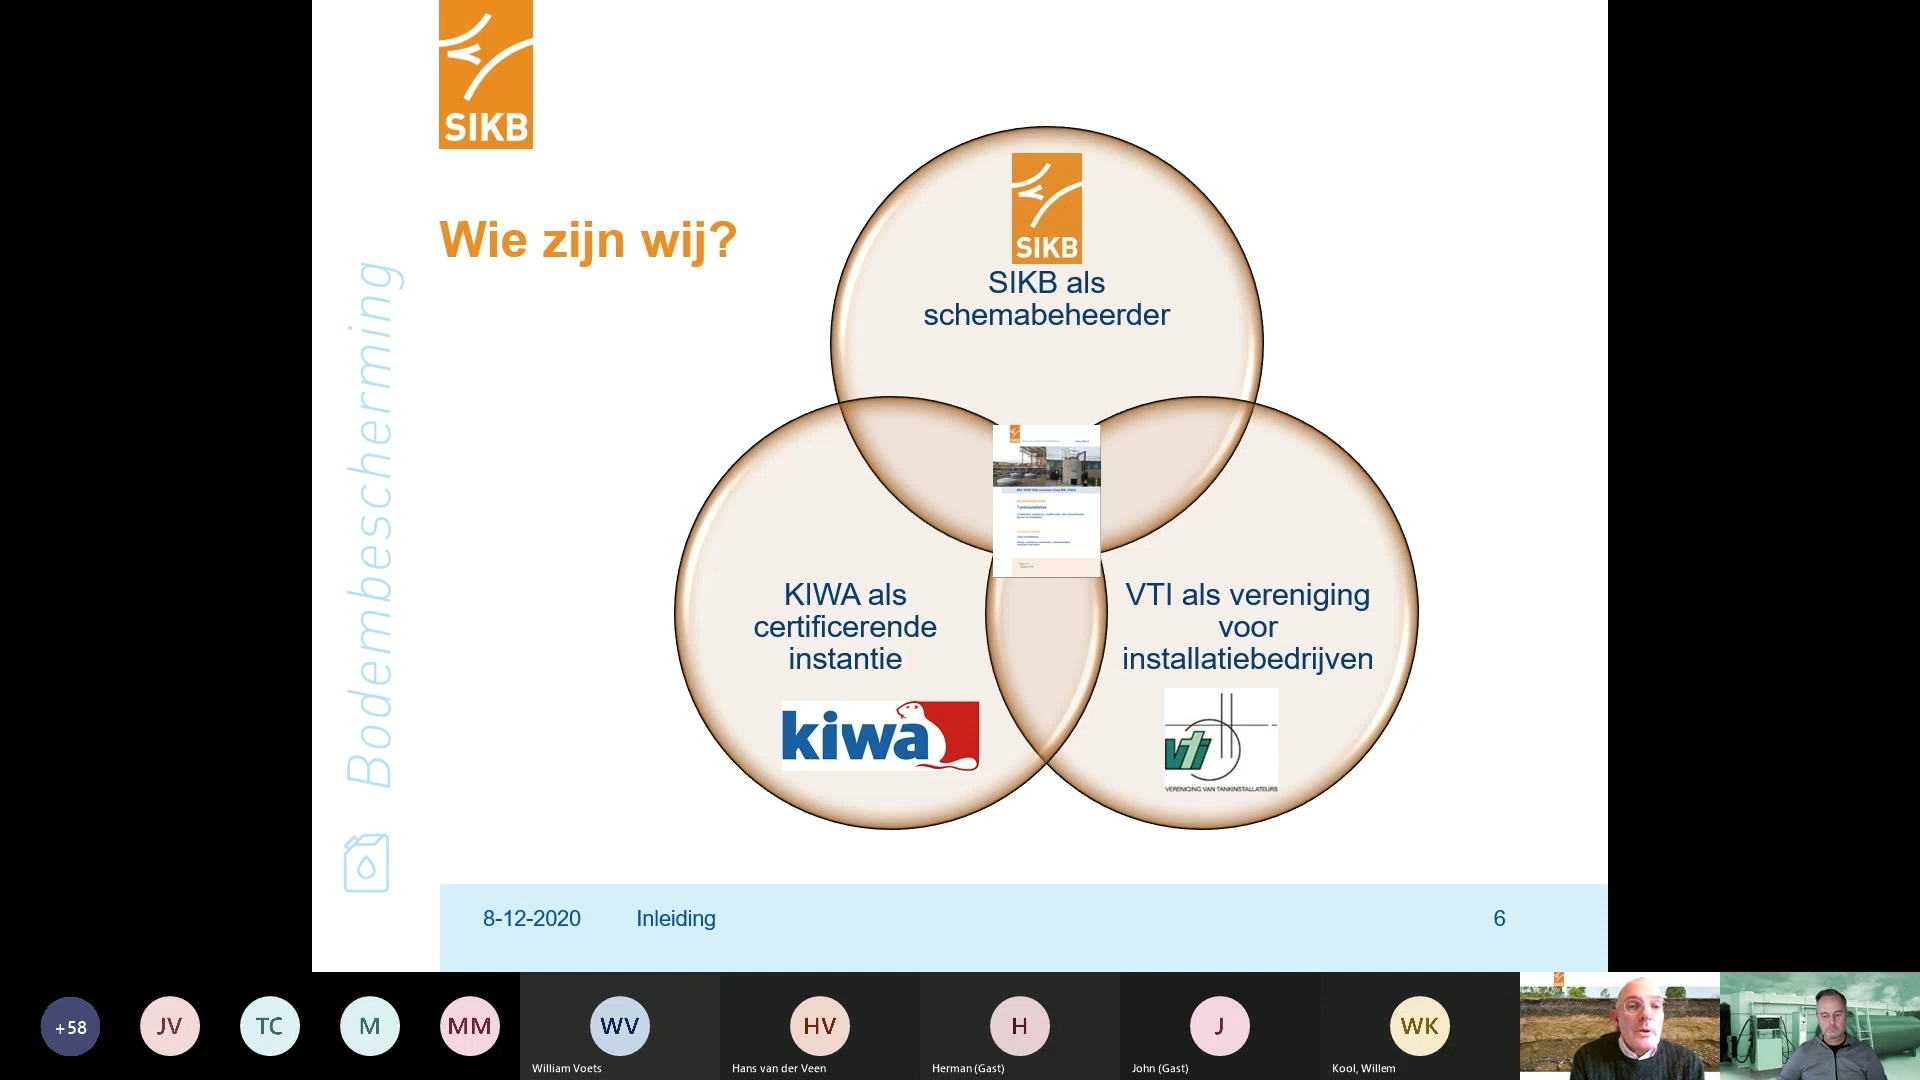 SIKB
Wie zijn wij?
Bodembescherming
SIKB
SIKB als
schemabeheerder
Tankinstallaties
KIWA als
certificerende
instantie
kiwa
VTI als vereniging
voor
installatiebedrijven
vti
VERENIGING VAN TANKINSTALLATEURS
8-12-2020
Inleiding
6
+58
JV
TC
M
MM
WV
William Voets
HV
Hans van der Veen
H
Herman (Gast)
J
John (Gast)
WK
Kool, Willem